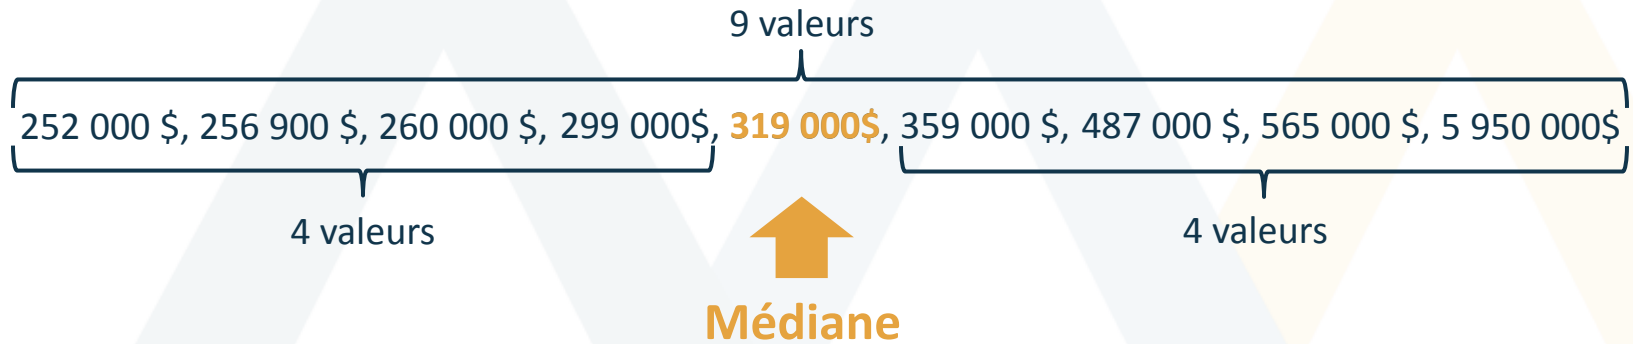 9 valeurs
252 000 $, 256 900 $, 260 000 $, 299 000$, 319 000$, 359 000 $, 487 000 $, 565 000 $, 5 950 000$
4 valeurs
4 valeurs
Médiane